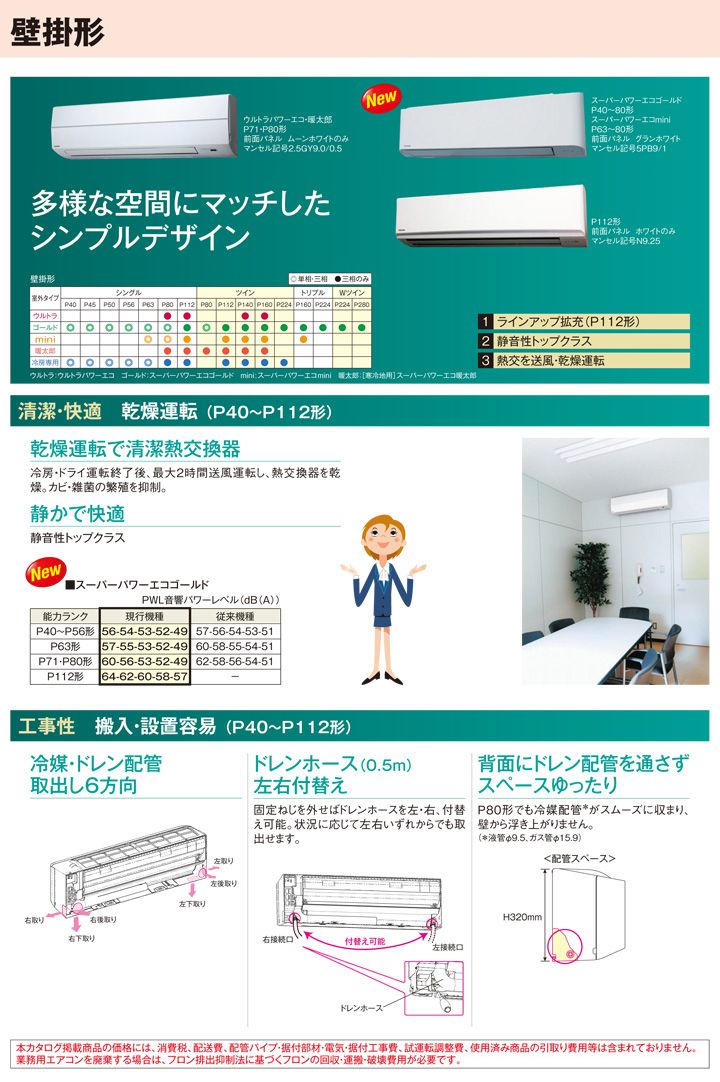 壁掛形
ウルトラパワーエコ・暖太郎
P71・P80形
前面パネル ムーンホワイトのみ
マンセル記号2.5GY9.0/0.5
New
スーパーパワーエコゴールド
P40〜80形
スーパーパワーエコmini
P63〜80形
前面パネル グランホワイト
マンセル記号5PB9/1
多様な空間にマッチした
シンプルデザイン
P112形
前面パネル ホワイトのみ
マンセル記号N9.25
壁掛形
○単相・三相 ●三相のみ
室外タイプ シングル ツイン トリプル Wツイン
P40 P45 P50 P56 P63 P80 P112 P80 P112 P140 P160 P224 P160 P224 P224 P280
ウルトラ ● ● ● ●
ゴールド ◎ ◎ ◎ ◎ ◎ ◎ ● ◎ ● ● ● ● ● ● ● ●
mini ◎ ◎ ● ● ● ● ●
暖太郎 ● ● ● ● ● ●
冷房専用 ◎ ◎ ◎ ◎ ◎ ● ● ● ● ● ● ●
ウルトラ:ウルトラパワーエコ ゴールド:スーパーパワーエコゴールド mini:スーパーパワーエコmini 暖太郎:[寒冷地用]スーパーパワーエコ暖太郎
1 ラインアップ拡充(P112形)
2 静音性トップクラス
3 熱交を送風・乾燥運転
清潔・快適 乾燥運転(P40〜P112形)
乾燥運転で清潔熱交換器
冷房・ドライ運転終了後、最大2時間送風運転し、熱交換器を乾
燥。カビ・雑菌の繁殖を抑制。
静かで快適
静音性トップクラス
New
■スーパーパワーエコゴールド
PWL音響パワーレベル(dB(A))
能力ランク 現行機種 従来機種
P40〜P56形 56-54-53-52-49 57-56-54-53-51
P63形 57-55-53-52-49 60-58-55-54-51
P71・P80形 60-56-53-52-49 62-58-56-54-51
P112形 64-62-60-58-57 −
工事性 搬入・設置容易(P40〜P112形)
冷媒・ドレン配管
取出し6方向
左取り
左後取り
左下取り
右取り
右後取り
右下取り
ドレンホース(0.5m)
左右付替え
固定ねじを外せばドレンホースを左・右、付替
え可能。状況に応じて左右いずれからでも取
出せます。
右接続口
付替え可能
左接続口
ドレンホース
背面にドレン配管を通さず
スペースゆったり
P80形でも冷媒配管*がスムーズに収まり、
壁から浮き上がりません。
(*液管φ9.5、ガス管φ15.9)
<配管スペース>
H320mm
本カタログ掲載商品の価格には、消費税、配送費、配管パイプ・据付部材・電気・据付工事費、試運転調整費、使用済み商品の引取り費用等は含まれておりません。
業務用エアコンを廃棄する場合は、フロン排出抑制法に基づくフロンの回収・運搬・破壊費用が必要です。